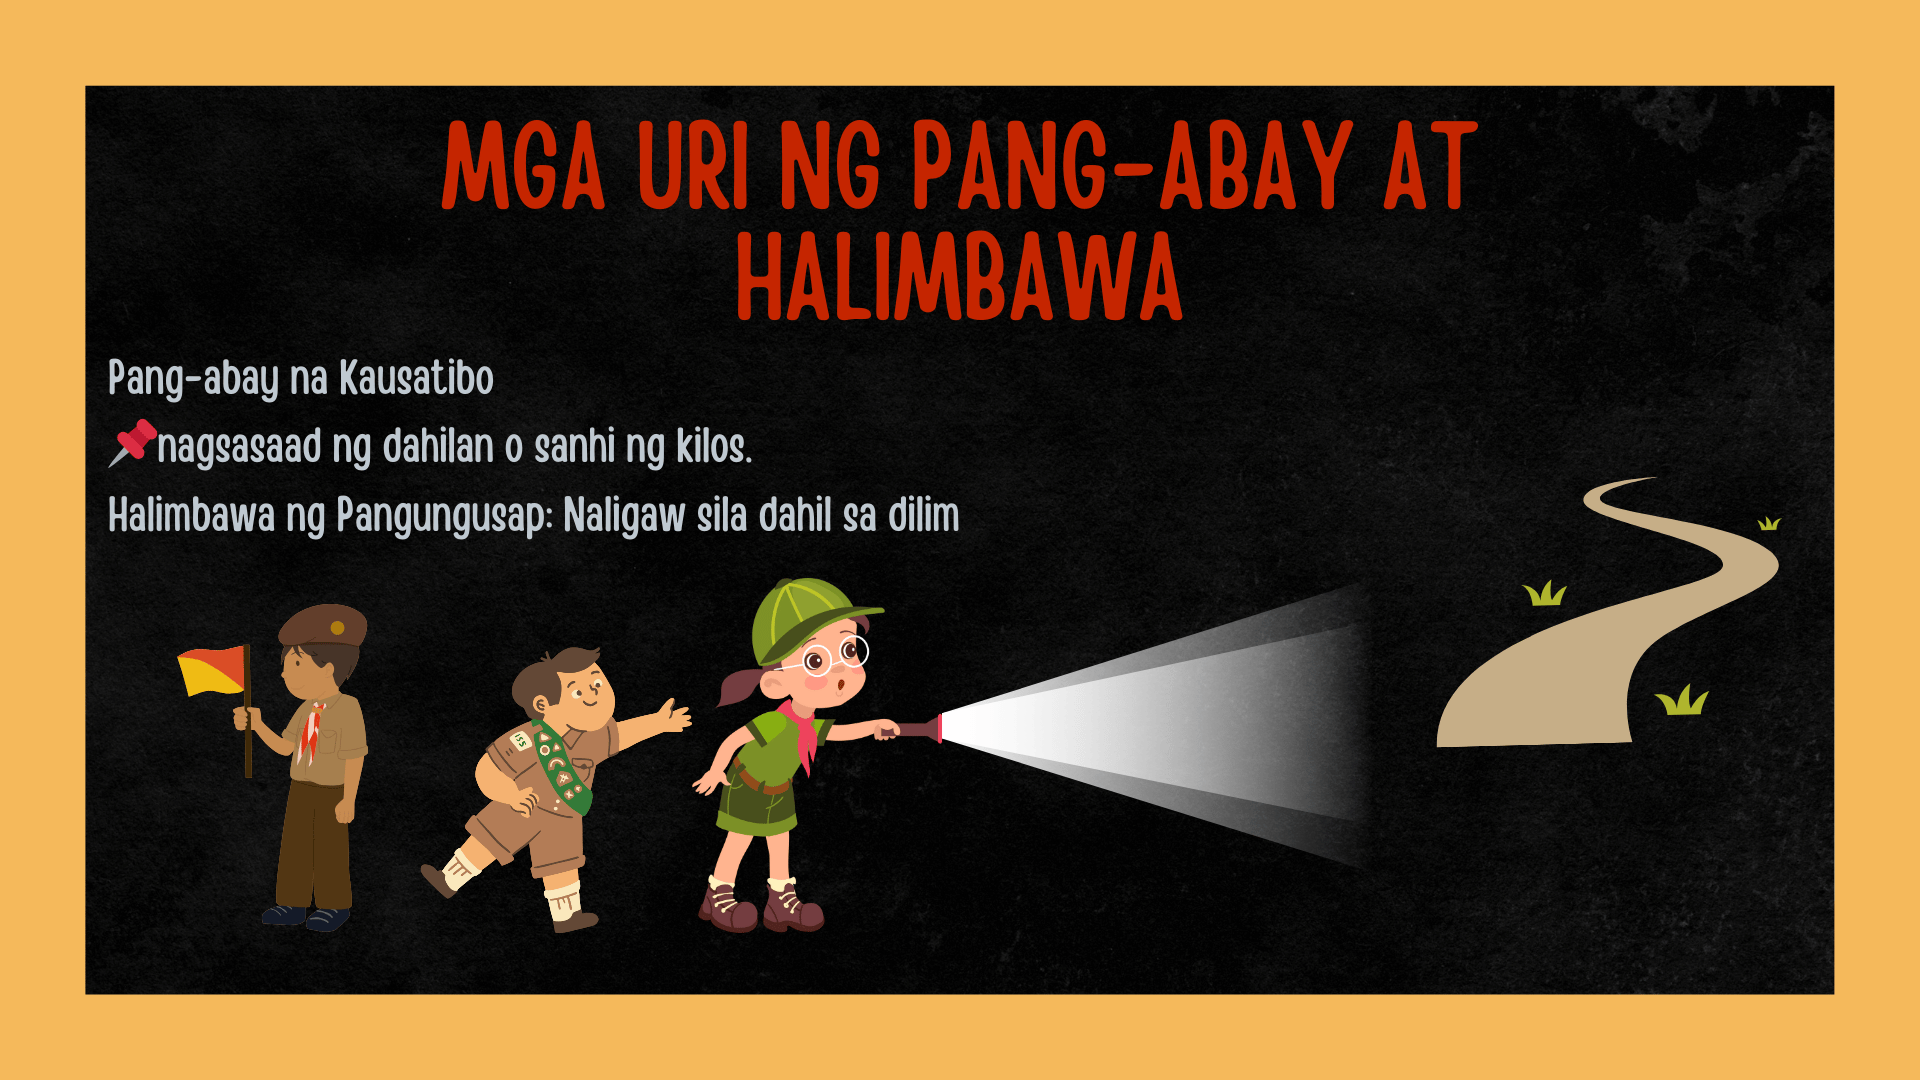 MGA URI NG PANG-ABAY AT
HALIMBAWA
Pang-abay na Kausatibo
📌nagsasaad ng dahilan o sanhi ng kilos.
Halimbawa ng Pangungusap: Naligaw sila dahil sa dilim
155